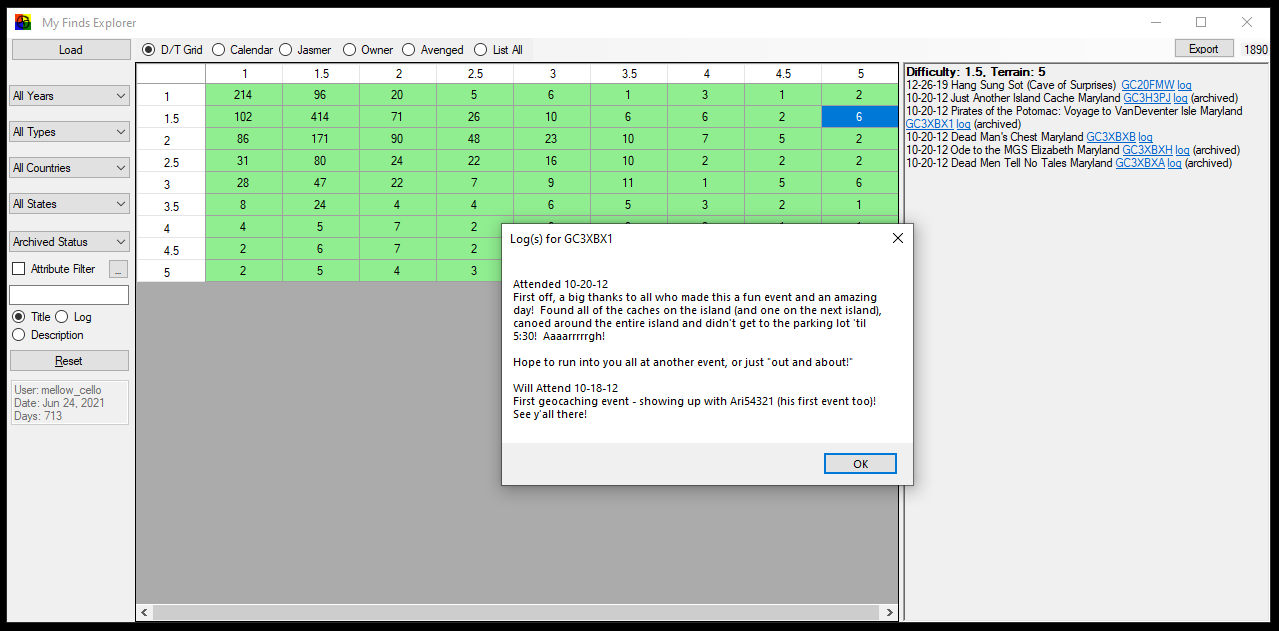 My Finds Explorer
Load
D/T Grid Calendar Jasmer Owner Avenged List All
Export 1890
All Years
All Types
All Countries
All States
Archived Status
Attribute Filter ...
Title Log
Description
Reset
User: mellow_cello
Date: Jun 24, 2021
Days: 713
1 1.5 2 2.5 3 3.5 4 4.5 5
1 214 96 20 5 6 1 3 1 2
1.5 102 414 71 26 10 6 6 2 6
2 86 171 90 48 23 10 7 5 2
2.5 31 80 24 22 16 10 2 2 2
3 28 47 22 7 9 11 1 5 6
3.5 8 24 4 4 6 5 3 2 1
4 4 5 7 2
4.5 2 6 7 2
5 2 5 4 3
Log(s) for GC3XBX1
Attended 10-20-12
First off, a big thanks to all who made this a fun event and an amazing
day! Found all of the caches on the island (and one on the next island),
canoed around the entire island and didn't get to the parking lot 'til
5:30! Aaaarrrrrgh!
Hope to run into you all at another event, or just "out and about!"
Will Attend 10-18-12
First geocaching event - showing up with Ari54321 (his first event too)!
See y'all there!
OK
Difficulty: 1.5, Terrain: 5
12-26-19 Hang Sung Sot (Cave of Surprises) GC20FMW log
10-20-12 Just Another Island Cache Maryland GC3H3PJ log (archived)
10-20-12 Pirates of the Potomac: Voyage to VanDeventer Isle Maryland
GC3XBX1 log (archived)
10-20-12 Dead Man's Chest Maryland GC3XBXB log
10-20-12 Ode to the MGS Elizabeth Maryland GC3XBXH log (archived)
10-20-12 Dead Men Tell No Tales Maryland GC3XBXA log (archived)